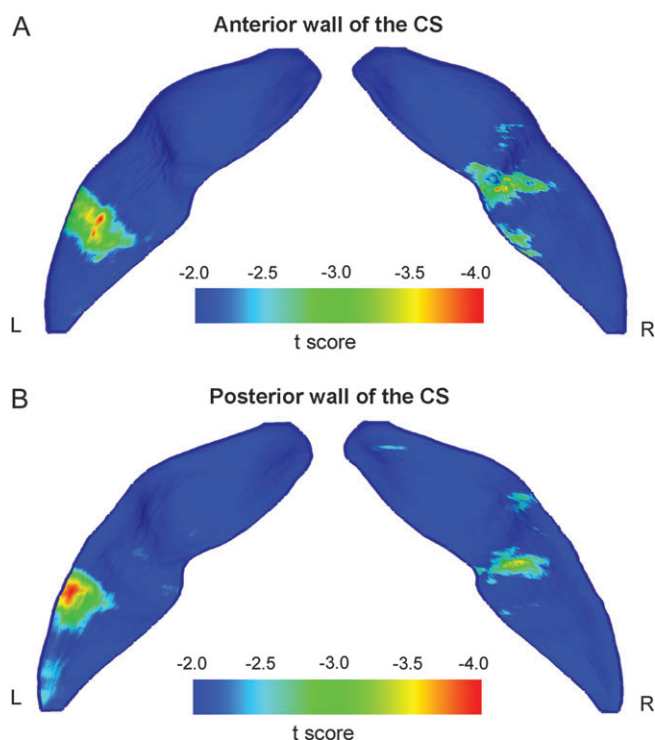 A
Anterior wall of the CS
-2.0 -2.5 -3.0 -3.5 -4.0
L
R
t score
B
Posterior wall of the CS
-2.0 -2.5 -3.0 -3.5 -4.0
L
R
t score